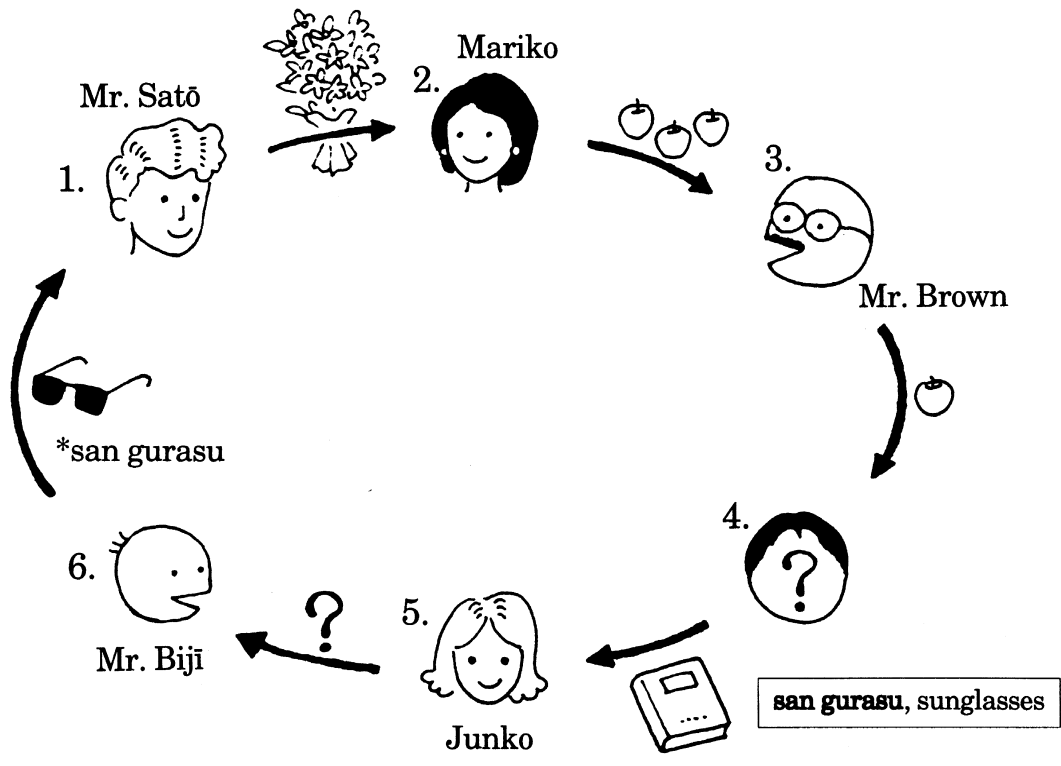 Mr. Satō
1.
2.
Mariko
3.
Mr. Brown
4.
?
5.
Junko
?
6.
Mr. Bijī
*san gurasu
san gurasu, sunglasses